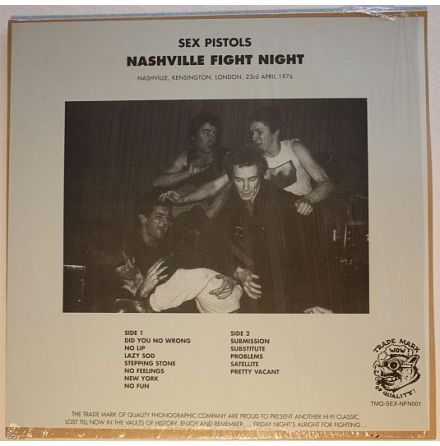 SEX PISTOLS
NASHVILLE FIGHT NIGHT
NASHVILLE, KENSINGTON, LONDON, 23rd APRIL 1976
SIDE 1
DID YOU NO WRONG
NO LIP
LAZY SOD
STEPPING STONE
NO FEELINGS
NEW YORK
NO FUN
SIDE 2
SUBMISSION
SUBSTITUTE
PROBLEMS
SATELLITE
PRETTY VACANT
TRADE MARK
WOW!
OF QUALITY!
TMQ-SEX-NFN001
THE TRADE MARK OF QUALITY PHONOGRAPHIC COMPANY ARE PROUD TO PRESENT ANOTHER HI-FI CLASSIC,
LOST TILL NOW IN THE VAULTS OF HISTORY. ENJOY AND REMEMBER.... FRIDAY NIGHT'S ALRIGHT FOR FIGHTING...